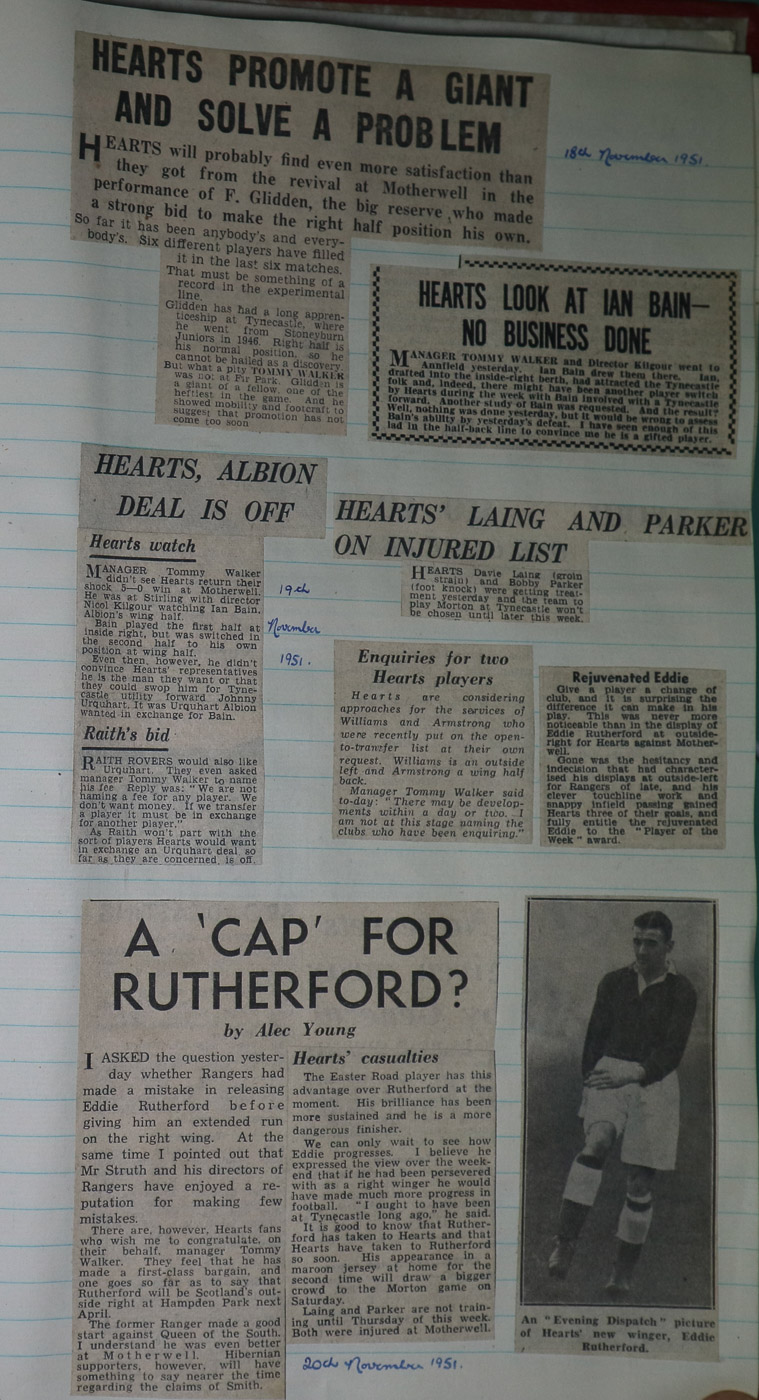 HEARTS PROMOTE A GIANT
AND SOLVE A PROBLEM
HEARTS will probably find even more satisfaction than
they got from the revival at Motherwell in the
performance of F. Glidden, the big reserve who made
a strong bid to make the right half position his own.
So far it has been anybody's and every-
body's. Six different players have filled
it in the last six matches.
That must be something of a
record in the experimental
line.
Glidden has had a long appren-
ticeship at Tynecastle, where
he went from Stoneyburn
Juniors in 1946. Right half is
his normal position, so he
cannot be hailed as a discovery.
But what a pity TOMMY WALKER
was not at Fir Park. Glidden is
a giant of a fellow, one of the
heftiest in the game. And he
showed mobility and footcraft to
suggest that promotion has not
come too soon
18th November 1951.
HEARTS LOOK AT IAN BAIN—
NO BUSINESS DONE
MANAGER TOMMY WALKER and Director Kilgour went to
Annfield yesterday. Ian Bain drew them there. Ian,
drafted into the inside-right berth, had attracted the Tynecastle
folk and, indeed, there might have been another player switch
by Hearts during the week with Bain involved with a Tynecastle
forward. Another study of Bain was requested. And the result?
Well, nothing was done yesterday, but it would be wrong to assess
Bain's ability by yesterday's defeat. I have seen enough of this
lad in the half-back line to convince me he is a gifted player.
HEARTS, ALBION
DEAL IS OFF
Hearts watch
MANAGER Tommy Walker
didn't see Hearts return their
shock 5—0 win at Motherwell.
He was at Stirling with director
Nicol Kilgour watching Ian Bain,
Albion's wing half.
Bain played the first half at
inside right, but was switched in
the second half to his own
position at wing half.
Even then, however, he didn't
convince Hearts' representatives
he is the man they want or that
they could swop him for Tyne-
castle utility forward Johnny
Urquhart. It was Urquhart Albion
wanted in exchange for Bain.
Raith's bid
RAITH ROVERS would also like
Urquhart. They even asked
manager Tommy Walker to name
his fee. Reply was: "We are not
naming a fee for any player. We
don't want money. If we transfer
a player it must be in exchange
for another player."
As Raith won't part with the
sort of players Hearts would want
in exchange an Urquhart deal, so
far as they are concerned, is off.
19th
November
1951.
HEARTS' LAING AND PARKER
ON INJURED LIST
HEARTS Davie Laing (groin
strain) and Bobby Parker
(foot knock) were getting treat-
ment yesterday and the team to
play Morton at Tynecastle won't
be chosen until later this week.
Enquiries for two
Hearts players
Hearts are considering
approaches for the services of
Williams and Armstrong who
were recently put on the open-
to-transfer list at their own
request. Williams is an outside
left and Armstrong a wing half
back.
Manager Tommy Walker said
to-day: "There may be develop-
ments within a day or two. I
am not at this stage naming the
clubs who have been enquiring."
Rejuvenated Eddie
Give a player a change of
club, and it is surprising the
difference it can make in his
play. This was never more
noticeable than in the display of
Eddie Rutherford at outside-
right for Hearts against Mother-
well.
Gone was the hesitancy and
indecision that had character-
ised his displays at outside-left
for Rangers of late, and his
clever touchline work and
snappy infield passing gained
Hearts three of their goals, and
fully entitle the rejuvenated
Eddie to the "Player of the
Week" award.
A 'CAP' FOR
RUTHERFORD?
by Alec Young
I ASKED the question yester-
day whether Rangers had
made a mistake in releasing
Eddie Rutherford before
giving him an extended run
on the right wing. At the
same time I pointed out that
Mr Struth and his directors of
Rangers have enjoyed a re-
putation for making few
mistakes.
There are, however, Hearts fans
who wish me to congratulate, on
their behalf, manager Tommy
Walker. They feel that he has
made a first-class bargain, and
one goes so far as to say that
Rutherford will be Scotland's out-
side right at Hampden Park next
April.
The former Ranger made a good
start against Queen of the South.
I understand he was even better
at Motherwell. Hibernian
supporters, however, will have
something to say nearer the time
regarding the claims of Smith.
Hearts' casualties
The Easter Road player has this
advantage over Rutherford at the
moment. His brilliance has been
more sustained and he is a more
dangerous finisher.
We can only wait to see how
Eddie progresses. I believe he
expressed the view over the week-
end that if he had been persevered
with as a right winger he would
have made much more progress in
football. "I ought to have been
at Tynecastle long ago," he said.
It is good to know that Ruther-
ford has taken to Hearts and that
Hearts have taken to Rutherford
so soon. His appearance in a
maroon jersey at home for the
second time will draw a bigger
crowd to the Morton game on
Saturday.
Laing and Parker are not train-
ing until Thursday of this week.
Both were injured at Motherwell.
20th November 1951.
An "Evening Dispatch" picture
of Hearts' new winger, Eddie
Rutherford.